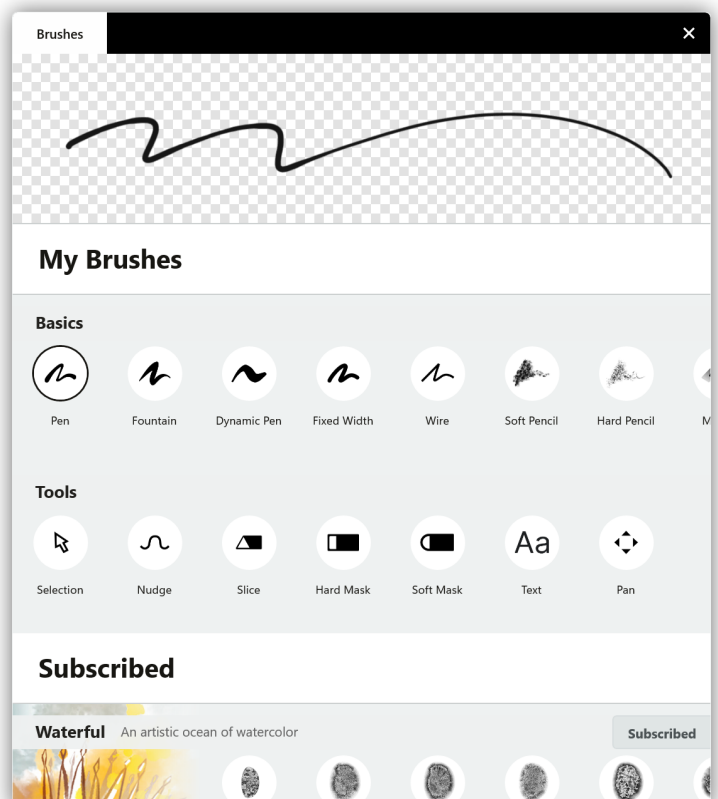 Brushes
My Brushes
Basics
Pen Fountain Dynamic Pen Fixed Width Wire Soft Pencil Hard Pencil M
Tools
Aa
Selection Nudge Slice Hard Mask Soft Mask Text Pan
Subscribed
Waterful An artistic ocean of watercolor Subscribed